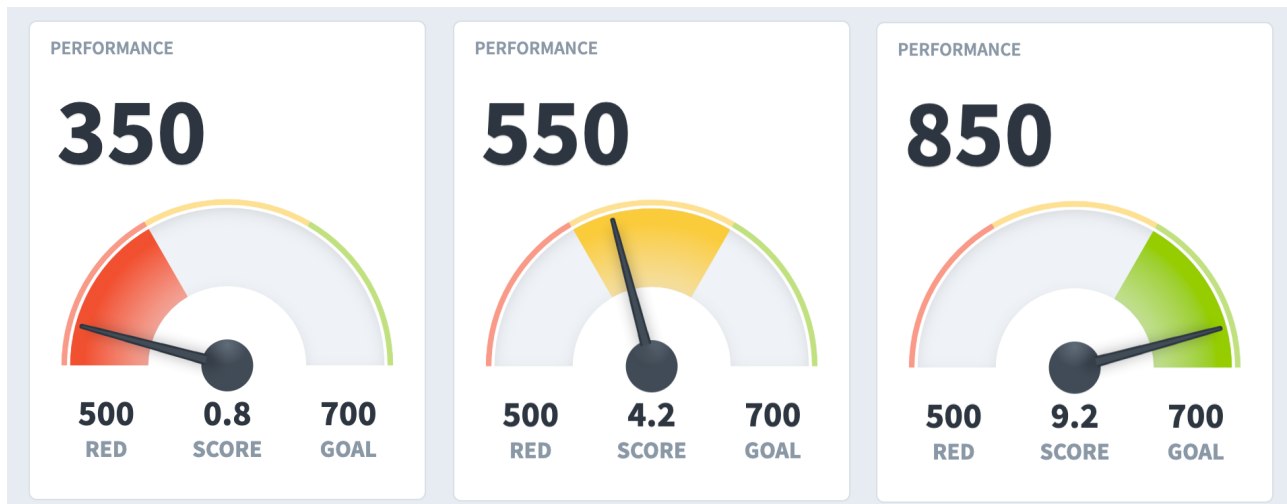 PERFORMANCE
350
500 0.8 700
RED SCORE GOAL
PERFORMANCE
550
500 4.2 700
RED SCORE GOAL
PERFORMANCE
850
500 9.2 700
RED SCORE GOAL